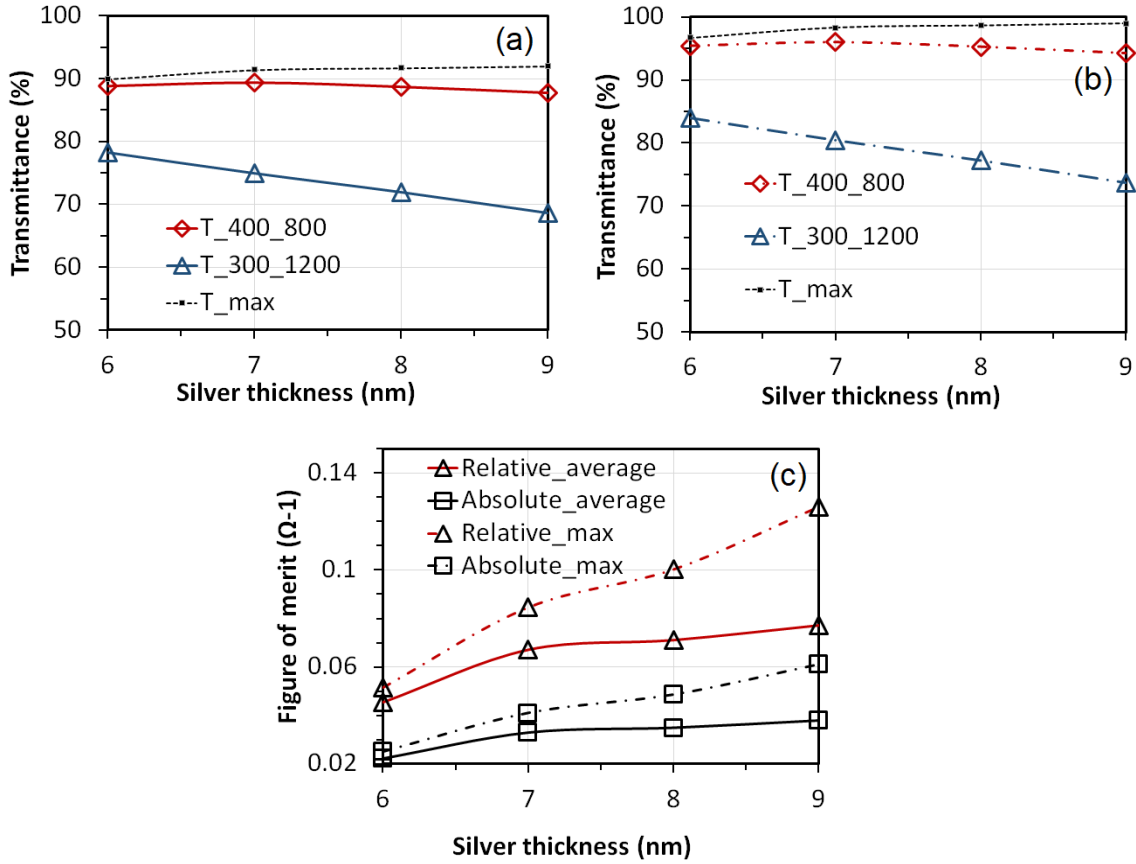 (a)
Transmittance (%)
100
90
80
70
60
50
T_400_800
T_300_1200
T_max
6
7
8
9
Silver thickness (nm)
(b)
Transmittance (%)
100
90
80
70
60
50
T_400_800
T_300_1200
T_max
6
7
8
9
Silver thickness (nm)
(c)
Figure of merit (Ω-1)
0.14
0.1
0.06
0.02
Relative_average
Absolute_average
Relative_max
Absolute_max
6
7
8
9
Silver thickness (nm)